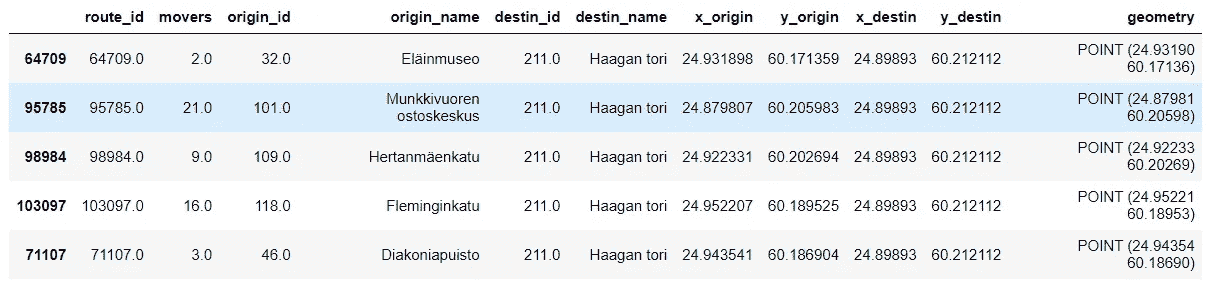 route_id movers origin_id origin_name destin_id destin_name x_origin y_origin x_destin y_destin geometry
64709 64709.0 2.0 32.0 Eläinmuseo 211.0 Haagan tori 24.931898 60.171359 24.89893 60.212112 POINT (24.93190
60.17136)
95785 95785.0 21.0 101.0 Munkkivuoren
ostoskeskus 211.0 Haagan tori 24.879807 60.205983 24.89893 60.212112 POINT (24.87981
60.20598)
98984 98984.0 9.0 109.0 Hertanmäenkatu 211.0 Haagan tori 24.922331 60.202694 24.89893 60.212112 POINT (24.92233
60.20269)
103097 103097.0 16.0 118.0 Fleminginkatu 211.0 Haagan tori 24.952207 60.189525 24.89893 60.212112 POINT (24.95221
60.18953)
71107 71107.0 3.0 46.0 Diakoniapuisto 211.0 Haagan tori 24.943541 60.186904 24.89893 60.212112 POINT (24.94354
60.18690)